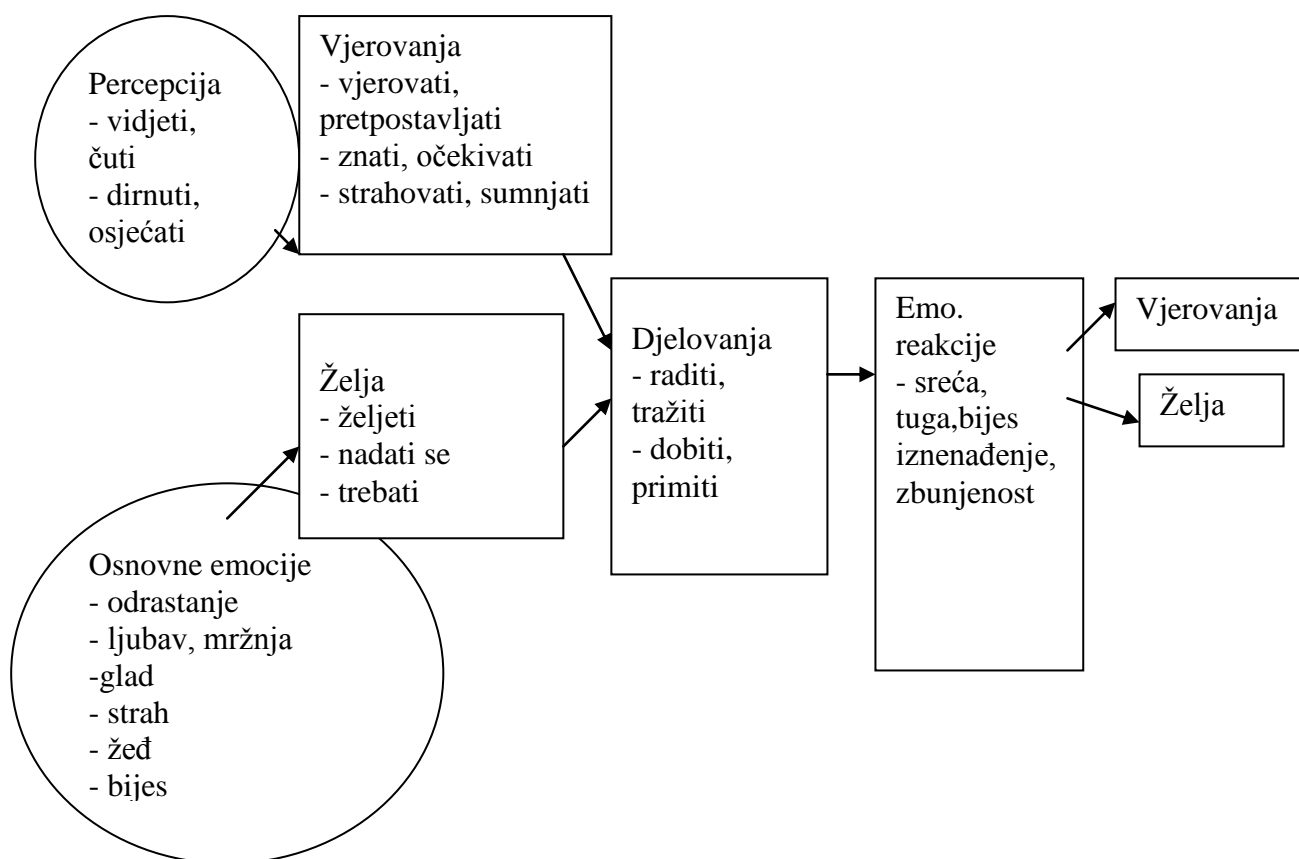 Percepcija
- vidjeti,
čuti
- dirnuti,
osjećati
Vjerovanja
- vjerovati,
pretpostavljati
- znati, očekivati
- strahovati, sumnjati
Želja
- željeti
- nadati se
- trebati
Osnovne emocije
- odrastanje
- ljubav, mržnja
-glad
- strah
- žeđ
- bijes
Djelovanja
- raditi,
tražiti
- dobiti,
primiti
Emo.
reakcije
- sreća,
tuga,bijes
iznenađenje,
zbunjenost
Vjerovanja
Želja